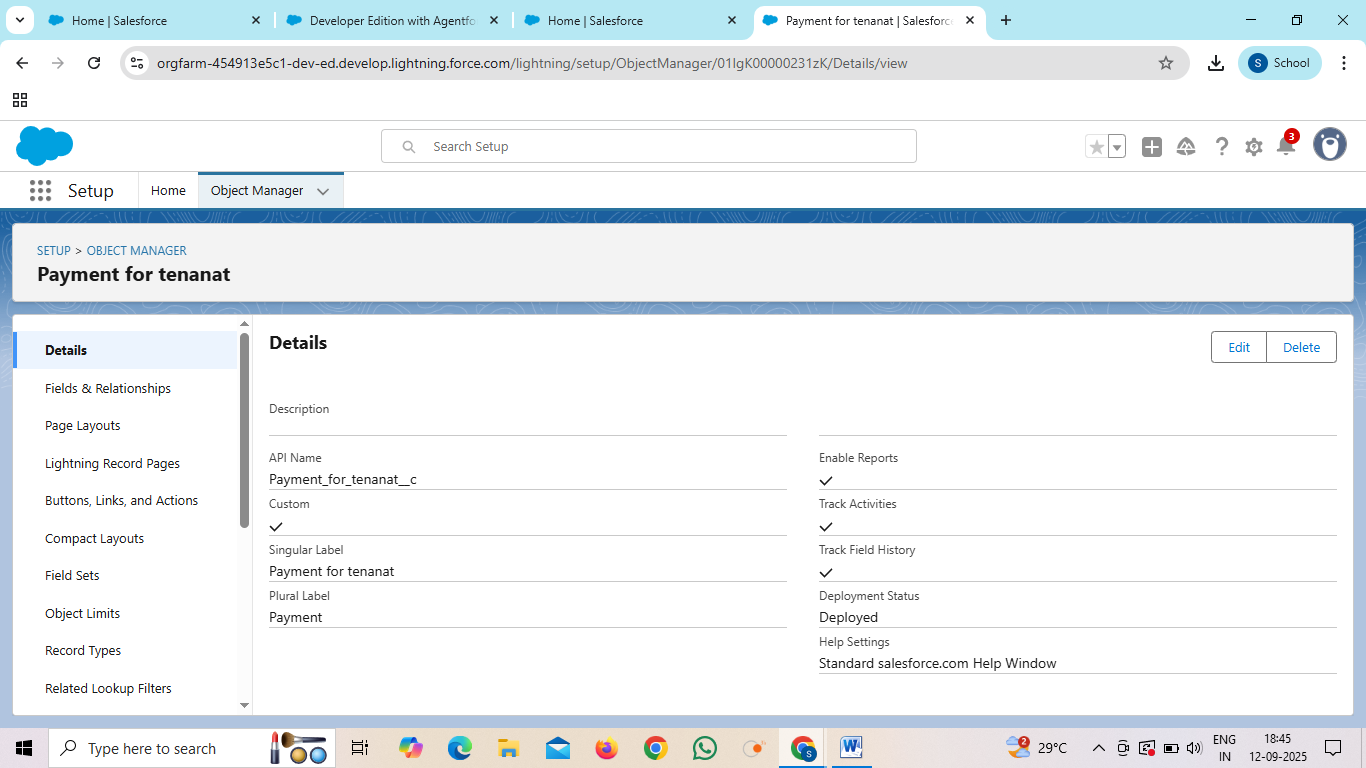 Home | Salesforce
Developer Edition with Agentfo
Home | Salesforce
Payment for tenanat | Salesforce
orgfarm-454913e5c1-dev-ed.develop.lightning.force.com/lightning/setup/ObjectManager/01IgK00000231zK/Details/view
S School
Search Setup
3
Setup
Home
Object Manager
SETUP > OBJECT MANAGER
Payment for tenanat
Details
Fields & Relationships
Page Layouts
Lightning Record Pages
Buttons, Links, and Actions
Compact Layouts
Field Sets
Object Limits
Record Types
Related Lookup Filters
Details
Edit
Delete
Description
API Name
Payment_for_tenanat__c
Custom
Singular Label
Payment for tenanat
Plural Label
Payment
Enable Reports
Track Activities
Track Field History
Deployment Status
Deployed
Help Settings
Standard salesforce.com Help Window
Type here to search
S
W
2
29°C
ENG
IN
18:45
12-09-2025